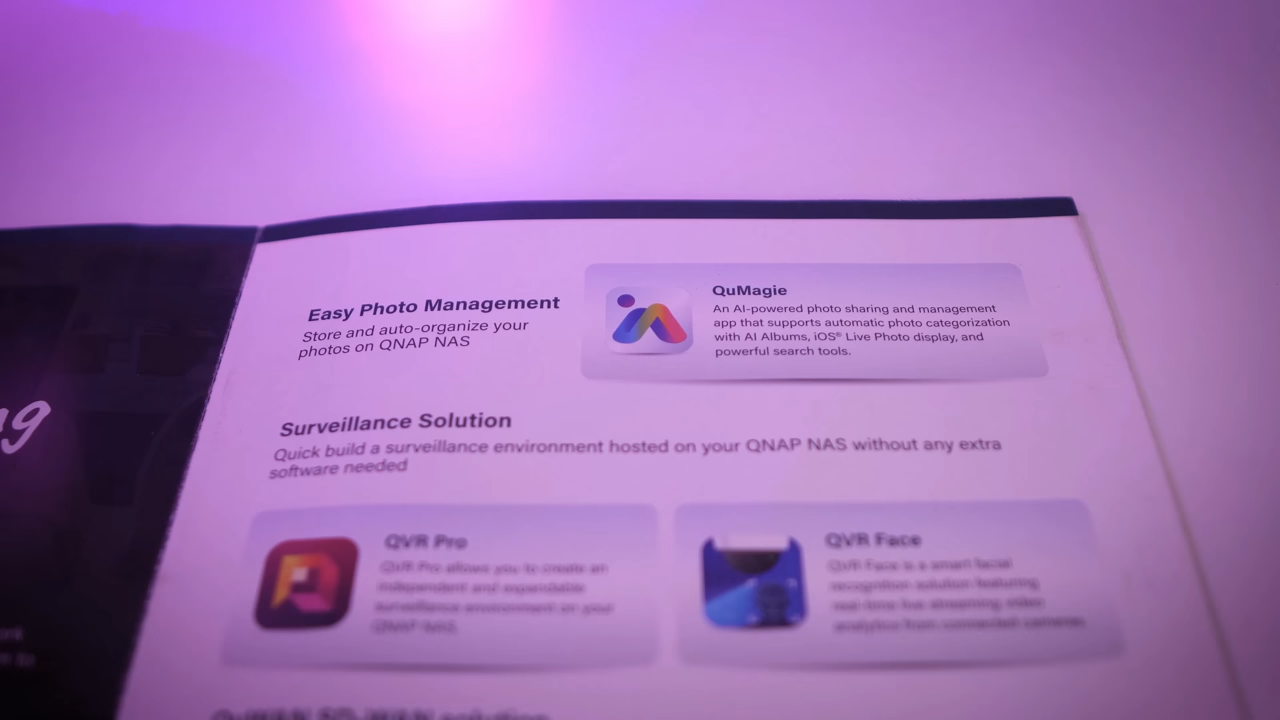 Easy Photo Management
Store and auto-organize your
photos on QNAP NAS
QuMagie
An AI-powered photo sharing and management
app that supports automatic photo categorization
with AI Albums, iOS® Live Photo display, and
powerful search tools.
Surveillance Solution
Quick build a surveillance environment hosted on your QNAP NAS without any extra
software needed
QVR Pro
QVR Pro allows you to create an
independent and expandable
surveillance environment on your
QNAP NAS.
QVR Face
QVR Face is a smart facial
recognition solution featuring
real-time live streaming video
analytics from connected cameras.
QuWAN SD-WAN solution